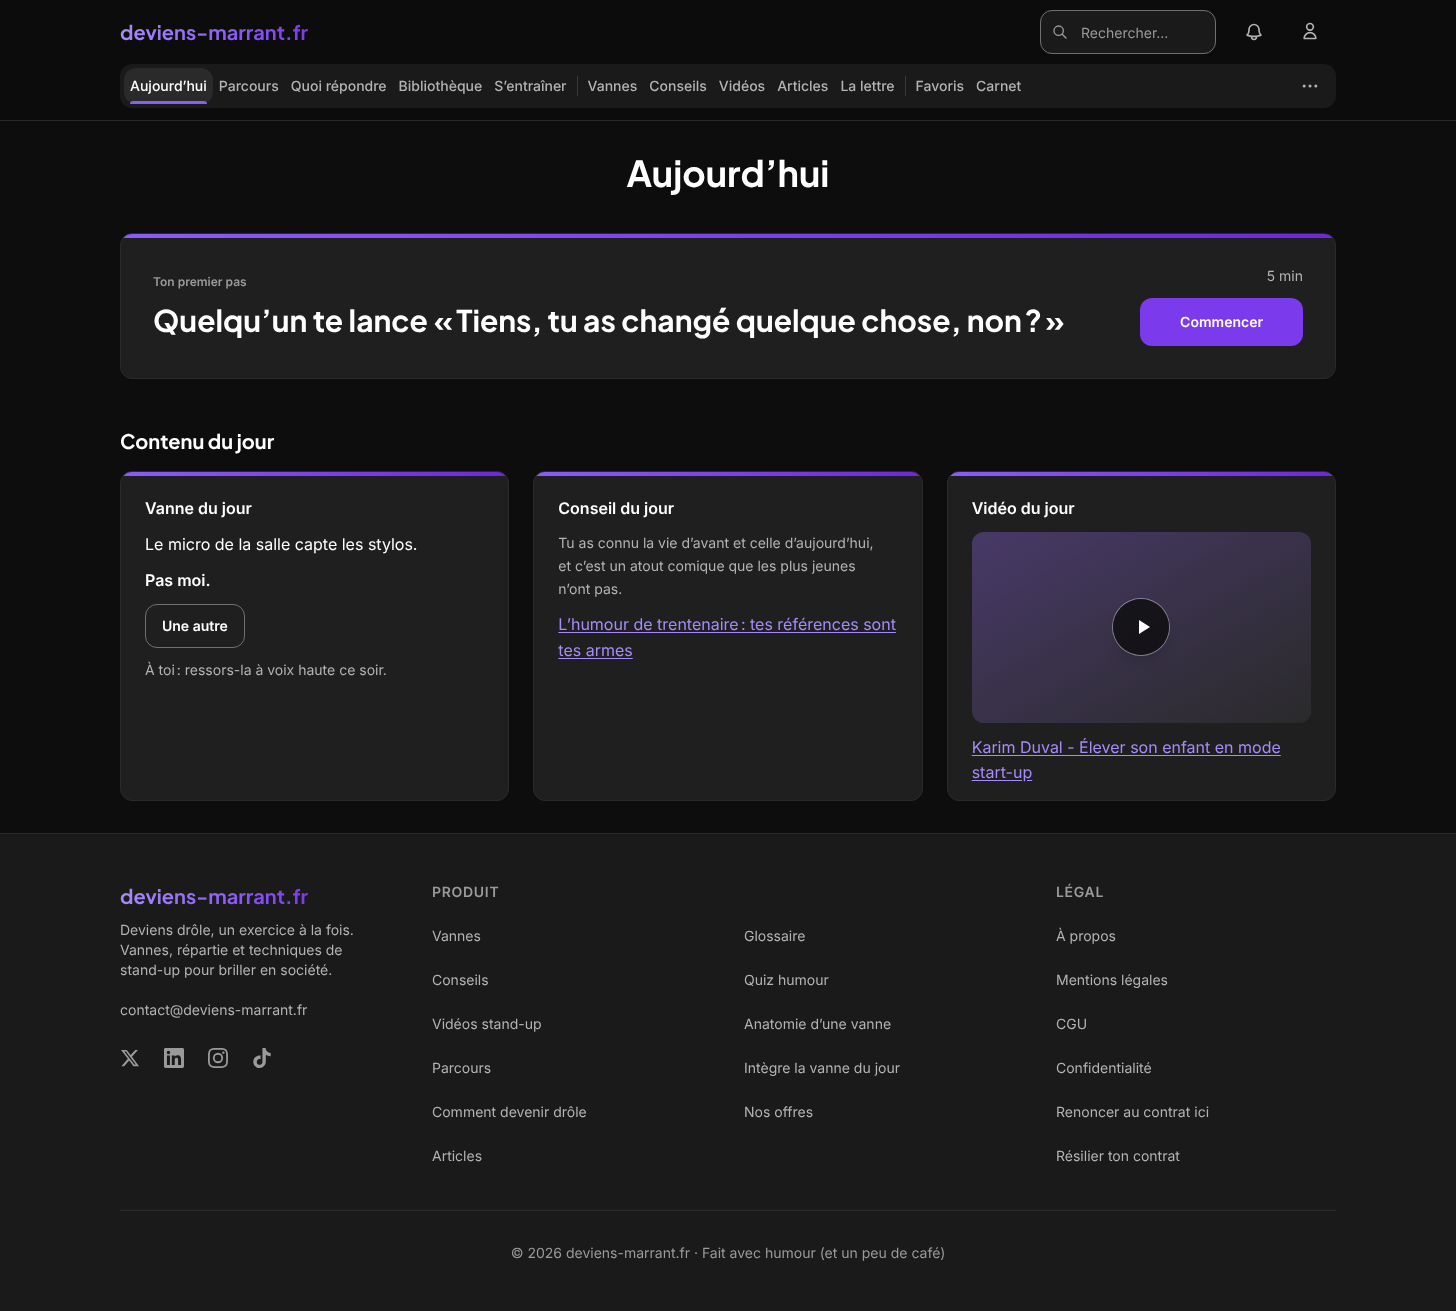 deviens-marrant.fr
Rechercher...
Aujourd’hui Parcours Quoi répondre Bibliothèque S’entraîner Vannes Conseils Vidéos Articles La lettre Favoris Carnet
Aujourd’hui
Ton premier pas
5 min
Quelqu’un te lance « Tiens, tu as changé quelque chose, non ? »
Commencer
Contenu du jour
Vanne du jour
Le micro de la salle capte les stylos.
Pas moi.
Une autre
À toi : ressors-la à voix haute ce soir.
Conseil du jour
Tu as connu la vie d’avant et celle d’aujourd’hui,
et c’est un atout comique que les plus jeunes
n’ont pas.
L’humour de trentenaire : tes références sont
tes armes
Vidéo du jour
Karim Duval - Élever son enfant en mode
start-up
deviens-marrant.fr
Deviens drôle, un exercice à la fois.
Vannes, répartie et techniques de
stand-up pour briller en société.
contact@deviens-marrant.fr
PRODUIT
Vannes
Conseils
Vidéos stand-up
Parcours
Comment devenir drôle
Articles
Glossaire
Quiz humour
Anatomie d’une vanne
Intègre la vanne du jour
Nos offres
LÉGAL
À propos
Mentions légales
CGU
Confidentialité
Renoncer au contrat ici
Résilier ton contrat
© 2026 deviens-marrant.fr · Fait avec humour (et un peu de café)